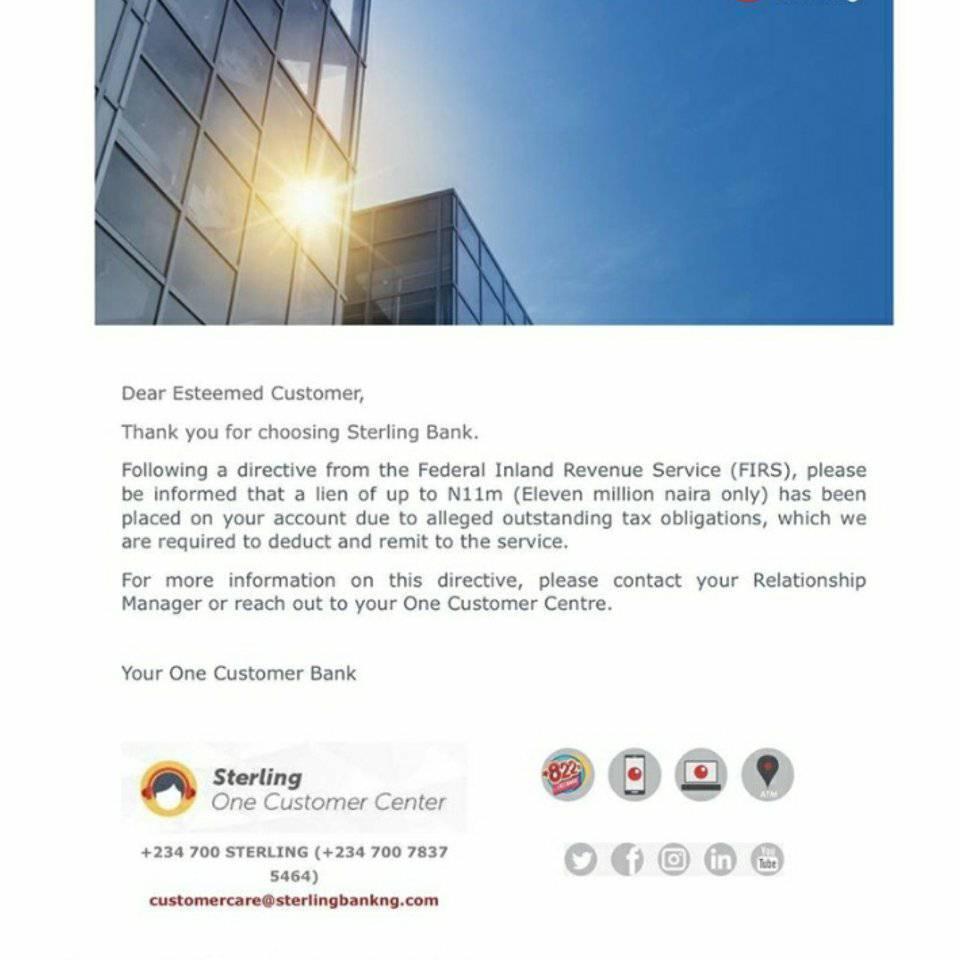 Dear Esteemed Customer,
Thank you for choosing Sterling Bank.
Following a directive from the Federal Inland Revenue Service (FIRS), please
be informed that a lien of up to N11m (Eleven million naira only) has been
placed on your account due to alleged outstanding tax obligations, which we
are required to deduct and remit to the service.
For more information on this directive, please contact your Relationship
Manager or reach out to your One Customer Centre.
Your One Customer Bank
Sterling
One Customer Center
+234 700 STERLING (+234 700 7837
5464)
customercare@sterlingbankng.com
*822#
ATM
You
Tube